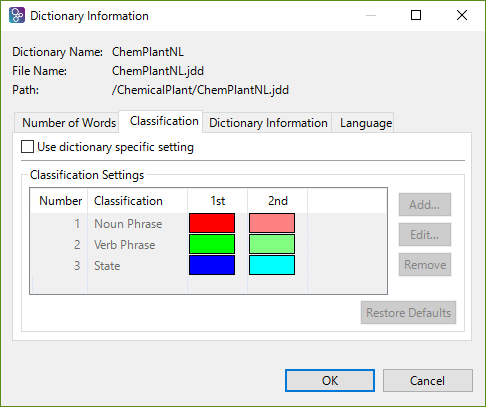 Dictionary Information
Dictionary Name: ChemPlantNL
File Name: ChemPlantNL.jdd
Path: /ChemicalPlant/ChemPlantNL.jdd
Number of Words Classification Dictionary Information Language
Use dictionary specific setting
Classification Settings
Number Classification 1st 2nd
1 Noun Phrase
2 Verb Phrase
3 State
Add...
Edit...
Remove
Restore Defaults
OK Cancel